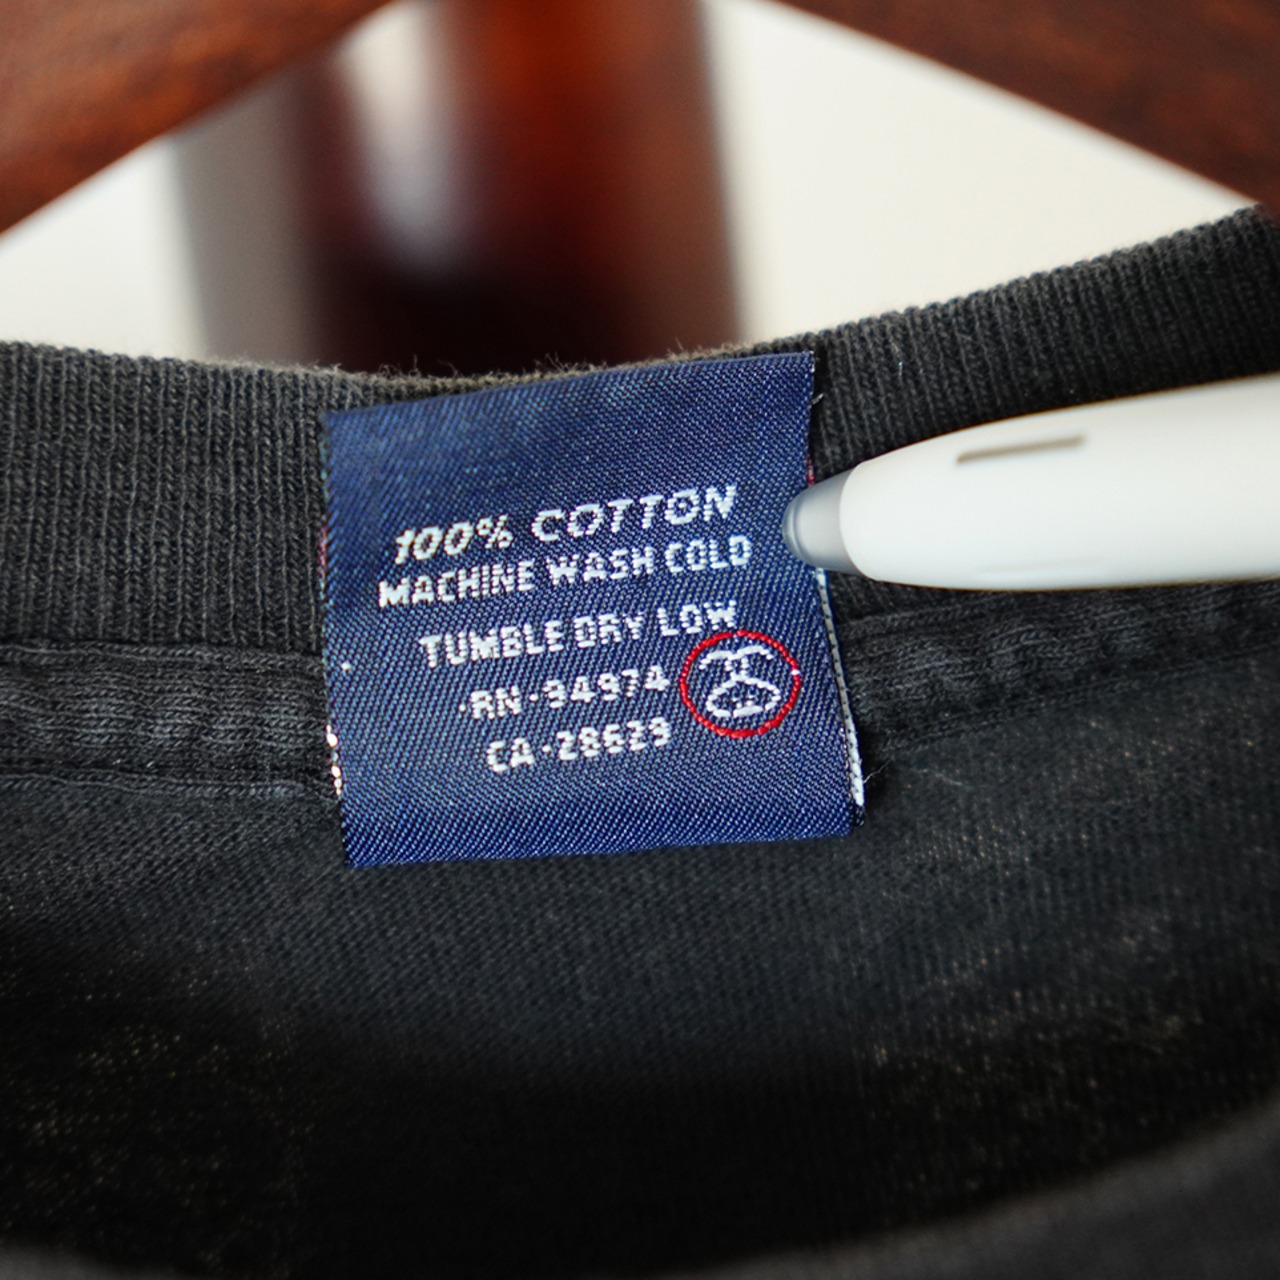 100% COTTON
MACHINE WASH COLD
TUMBLE DRY LOW
·RN·94974
CA·28629